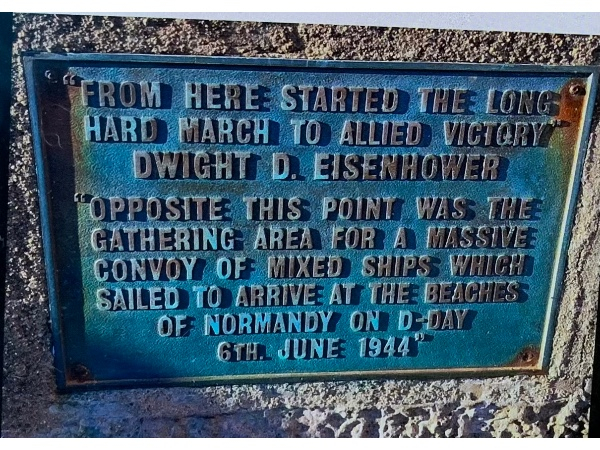 "FROM HERE STARTED THE LONG
HARD MARCH TO ALLIED VICTORY"
DWIGHT D. EISENHOWER
"OPPOSITE THIS POINT WAS THE
GATHERING AREA FOR A MASSIVE
CONVOY OF MIXED SHIPS WHICH
SAILED TO ARRIVE AT THE BEACHES
OF NORMANDY ON D-DAY
6TH. JUNE 1944"